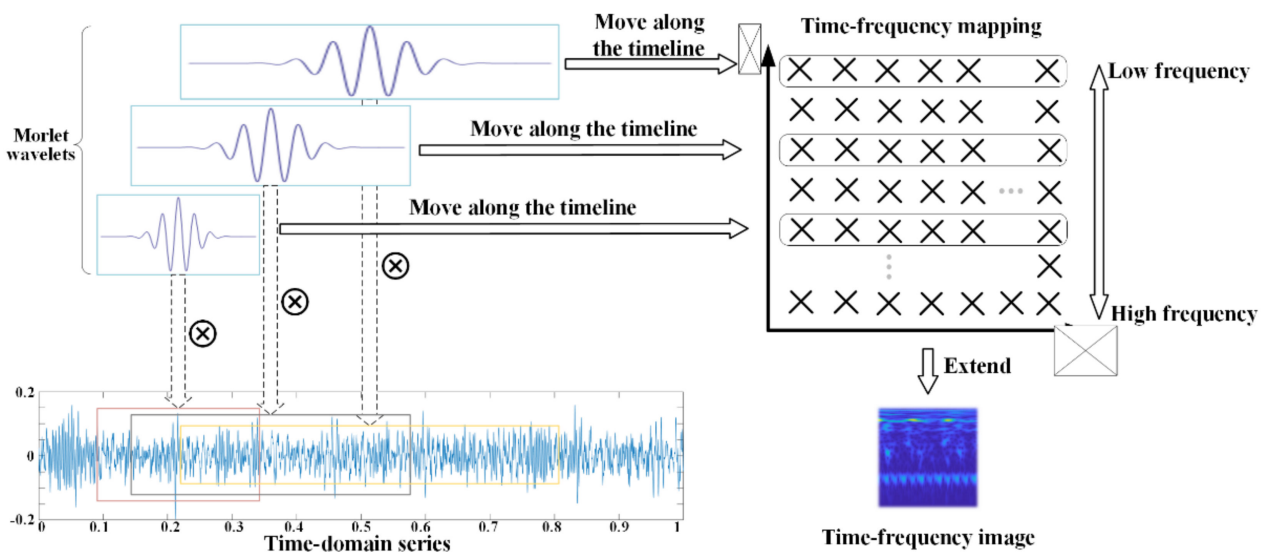 Move along
the timeline
Time-frequency mapping
Low frequency
Morlet
wavelets
Move along the timeline
Move along the timeline
High frequency
Extend
0.2
0
-0.2
0 0.1 0.2 0.3 0.4 0.5 0.6 0.7 0.8 0.9 1
Time-domain series
Time-frequency image